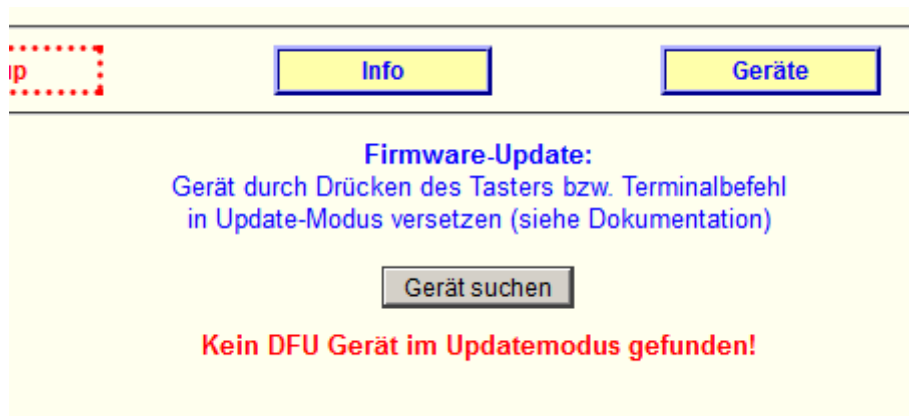 up
Info
Geräte
Firmware-Update:
Gerät durch Drücken des Tasters bzw. Terminalbefehl
in Update-Modus versetzen (siehe Dokumentation)
Gerät suchen
Kein DFU Gerät im Updatemodus gefunden!